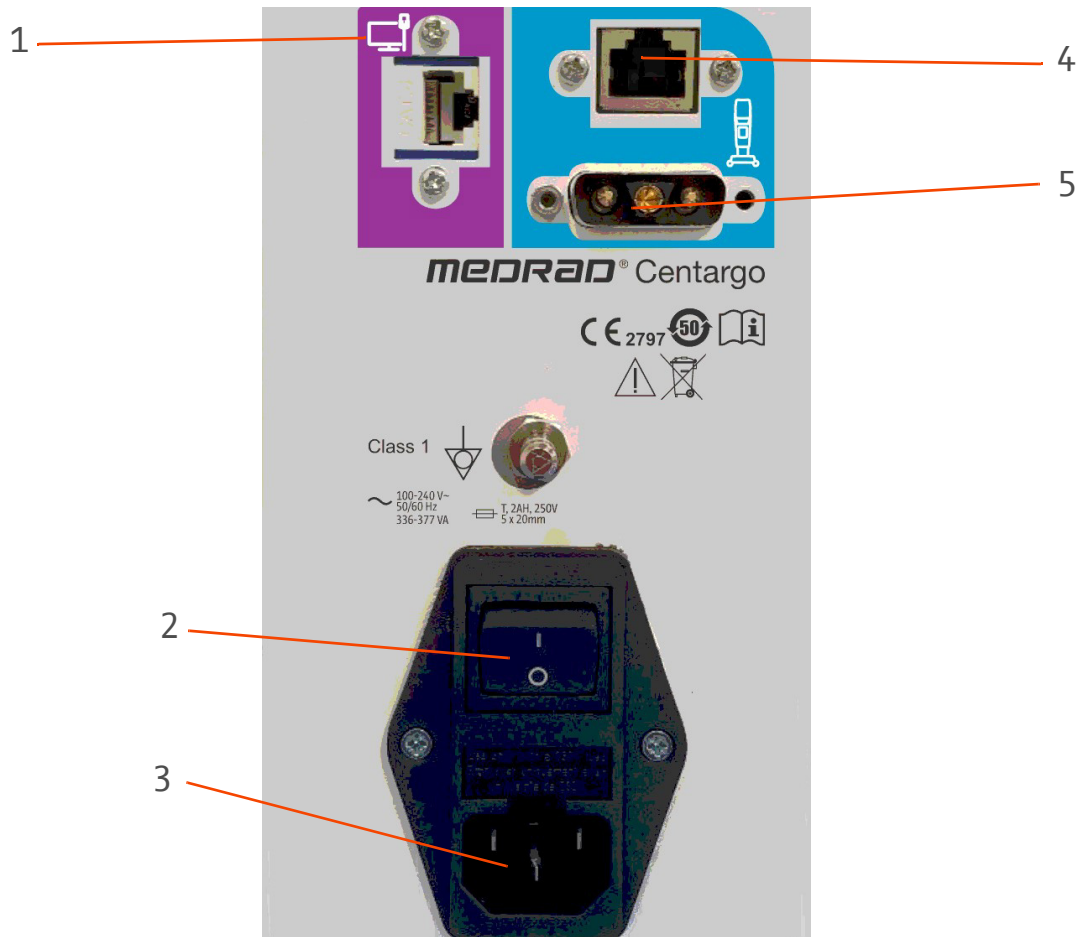 1
4
5
MEDRAD® Centargo
CE 2797 50 i
Class 1
100-240 V~
50/60 Hz
336-377 VA
T, 2AH, 250V
5 x 20mm
2
I
O
3